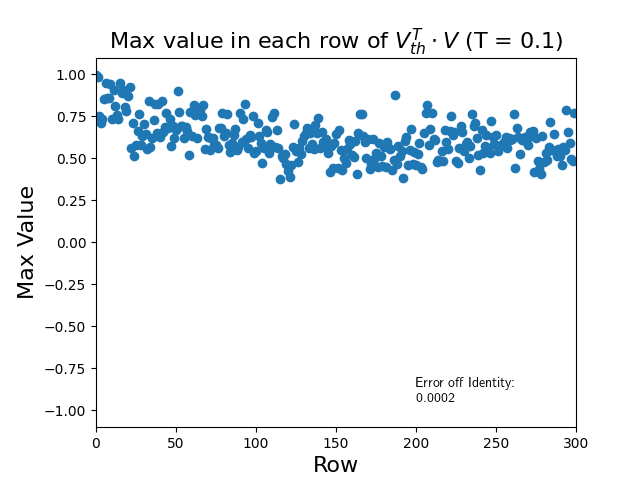 Max value in each row of $V_{th}^T \cdot V$ (T = 0.1)
Max Value
1.00
0.75
0.50
0.25
0.00
−0.25
−0.50
−0.75
−1.00
Error off Identity:
0.0002
0 50 100 150 200 250 300
Row